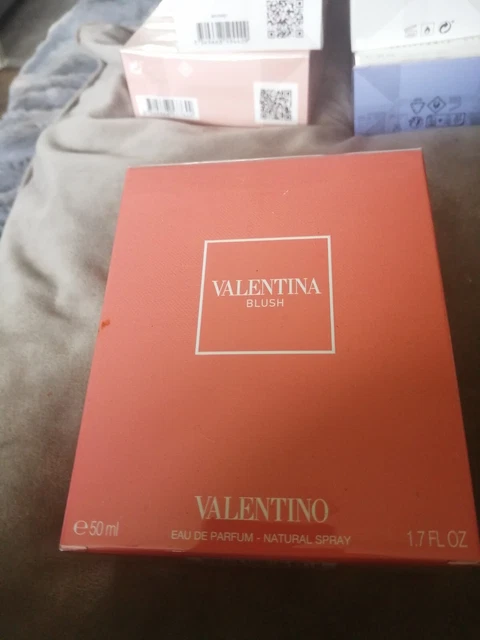 VALENTINA
BLUSH
VALENTINO
e 50 ml
EAU DE PARFUM - NATURAL SPRAY
1.7 FL OZ